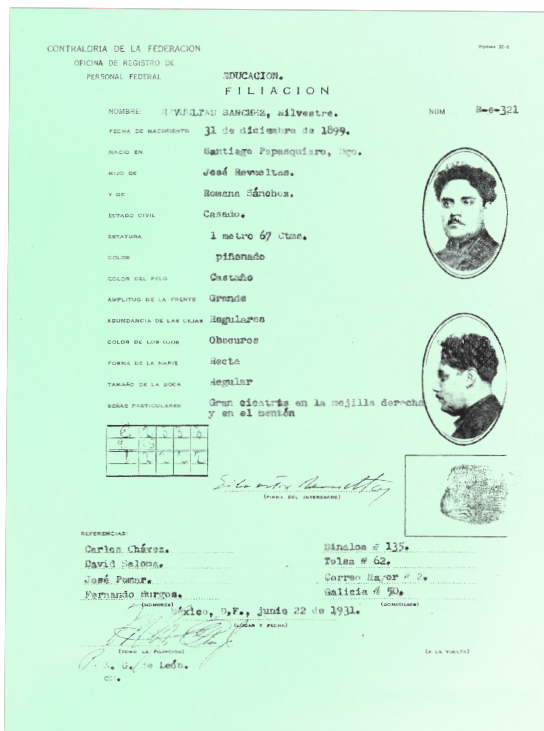 CONTRALORIA DE LA FEDERACION
OFICINA DE REGISTRO DE
PERSONAL FEDERAL
EDUCACION.
FILIACION
NOMBRE: REVUELTAS SANCHEZ, Silvestre.
NUM R-e-321
FECHA DE NACIMIENTO 31 de diciembre de 1899.
NACIO EN Santiago Papasquiaro, Dgo.
HIJO DE José Revueltas.
Y DE Romana Sánchez.
ESTADO CIVIL Casado.
ESTATURA 1 metro 67 Ctms.
COLOR piñonado
COLOR DEL PELO Castaño
AMPLITUD DE LA FRENTE Grande
ABUNDANCIA DE LAS CEJAS Regulares
COLOR DE LOS OJOS Obscuros
FORMA DE LA NARIZ Recta
TAMAÑO DE LA BOCA Regular
SEÑAS PARTICULARES Gran cicatriz en la mejilla derecha
y en el mentón
Silvestre Revueltas
(FIRMA DEL INTERESADO)
REFERENCIAS:
Carlos Chávez. Sinaloa # 135.
David Saloma. Tolsa # 62.
José Pomar. Correo Mayor # 2.
Fernando Burgos. Galicia # 50.
(NOMBRES) (DOMICILIOS)
México, D.F., junio 22 de 1931.
(LUGAR Y FECHA)
(TOMO LA FILIACION) (A LA VUELTA)
A. G. de León.